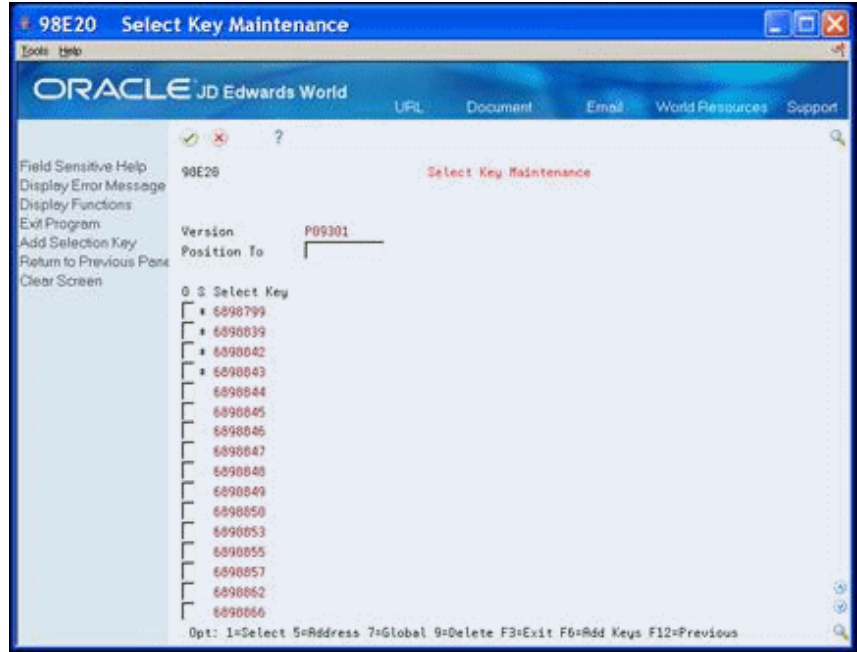 98E20 Select Key Maintenance
Tools Help
ORACLE JD Edwards World
URL Document Email World Resources Support
?
Field Sensitive Help
Display Error Message
Display Functions
Exit Program
Add Selection Key
Return to Previous Pane
Clear Screen
98E20 Select Key Maintenance
Version P09301
Position To
O S Select Key
* 6898799
* 6898839
* 6898842
* 6898843
6898844
6898845
6898846
6898847
6898848
6898849
6898850
6898853
6898855
6898857
6898862
6898866
Opt: 1=Select 5=Address 7=Global 9=Delete F3=Exit F6=Add Keys F12=Previous